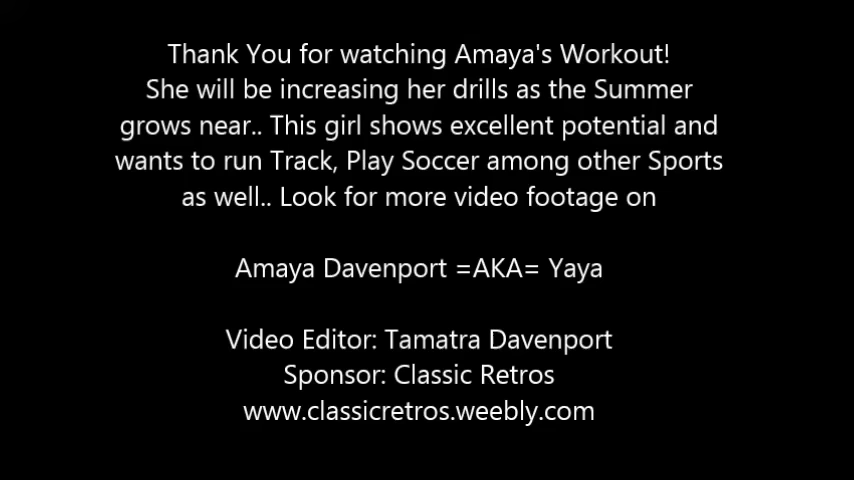 Thank You for watching Amaya's Workout!
She will be increasing her drills as the Summer
grows near.. This girl shows excellent potential and
wants to run Track, Play Soccer among other Sports
as well.. Look for more video footage on
Amaya Davenport =AKA= Yaya
Video Editor: Tamatra Davenport
Sponsor: Classic Retros
www.classicretros.weebly.com